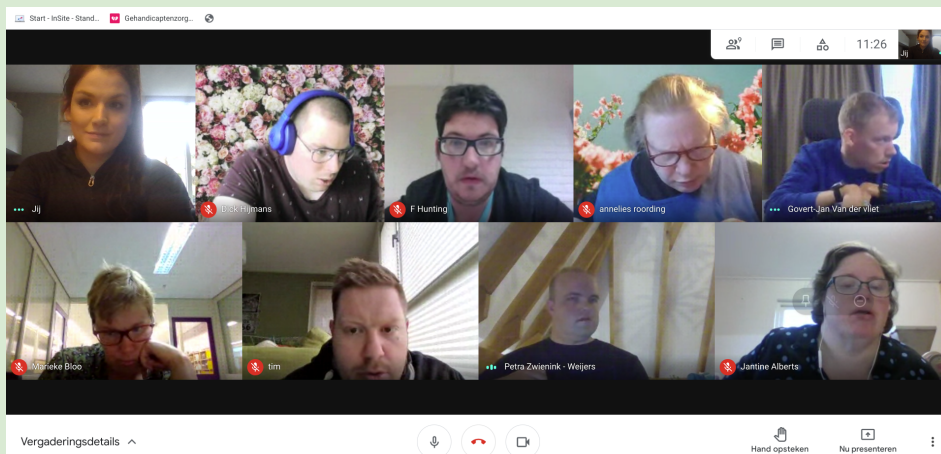 Start - InSite - Stand...
Gehandicaptenzorg...
9
11:26
Jij
Jij
Dick Hijmans
F Hunting
annelies roording
Govert-Jan Van der vliet
Marieke Bloo
tim
Petra Zwienink - Weijers
Jantine Alberts
Vergaderingsdetails
Hand opsteken
Nu presenteren